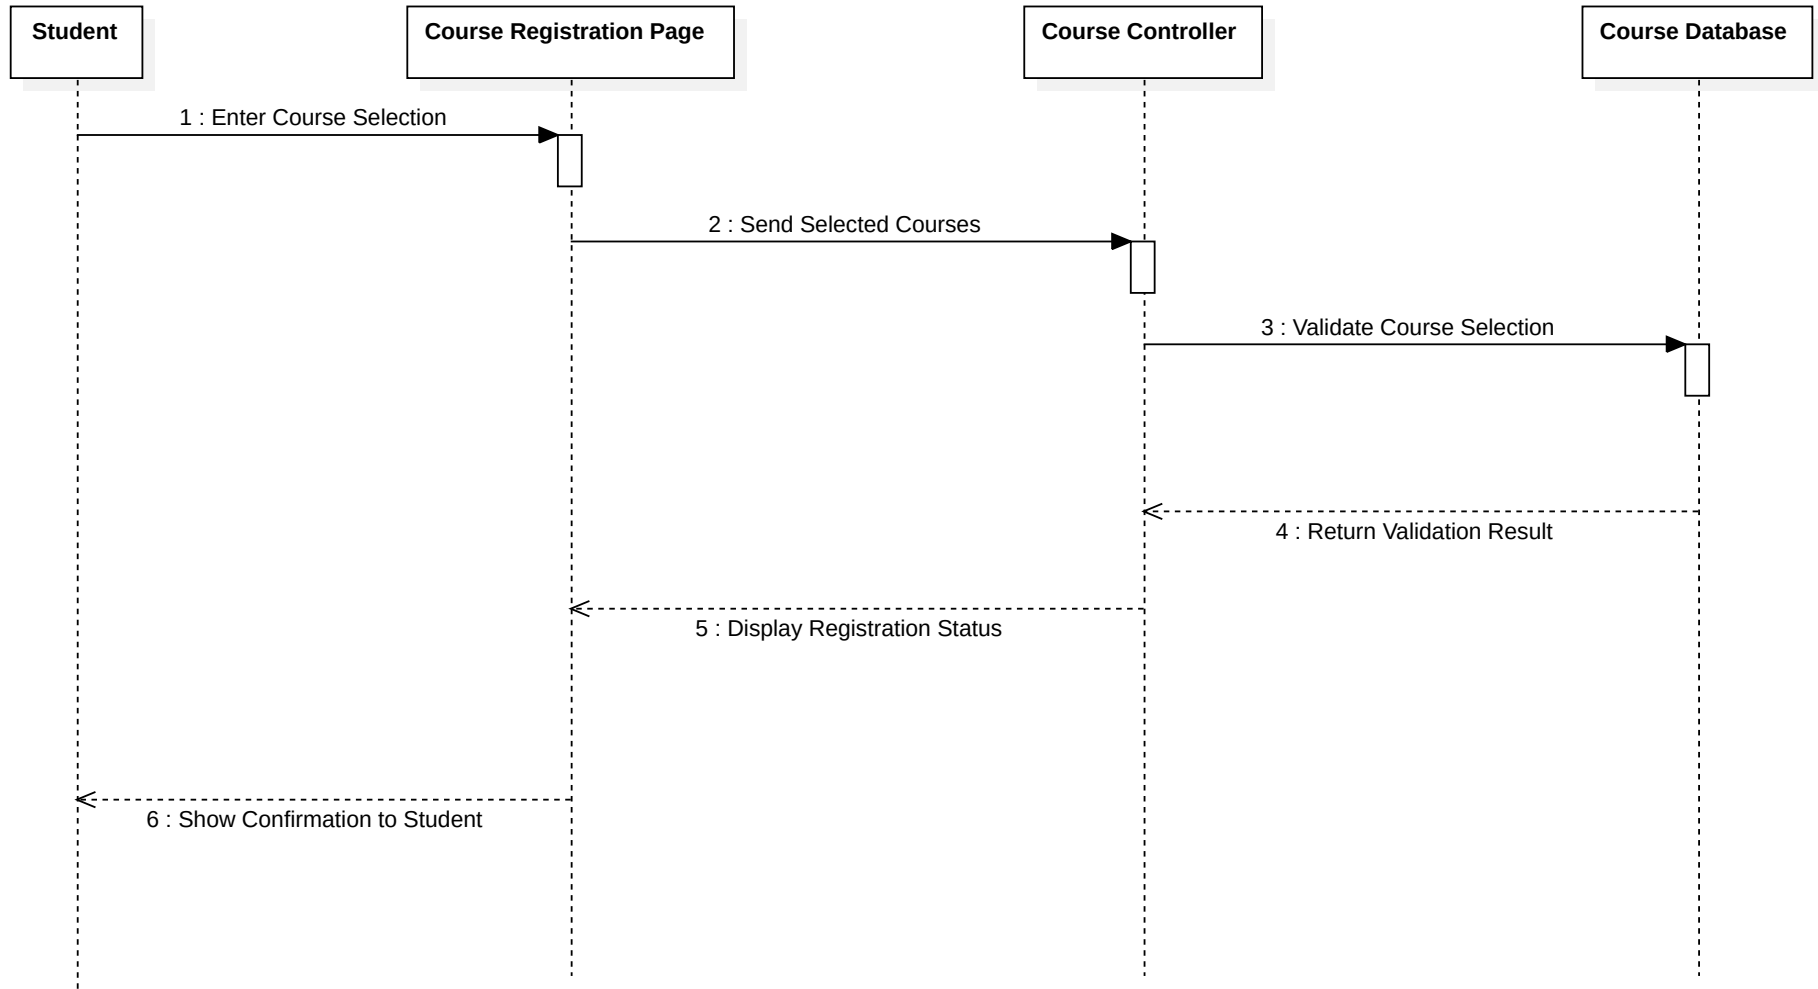 Student
Course Registration Page
Course Controller
Course Database
1 : Enter Course Selection
2 : Send Selected Courses
3 : Validate Course Selection
4 : Return Validation Result
5 : Display Registration Status
6 : Show Confirmation to Student